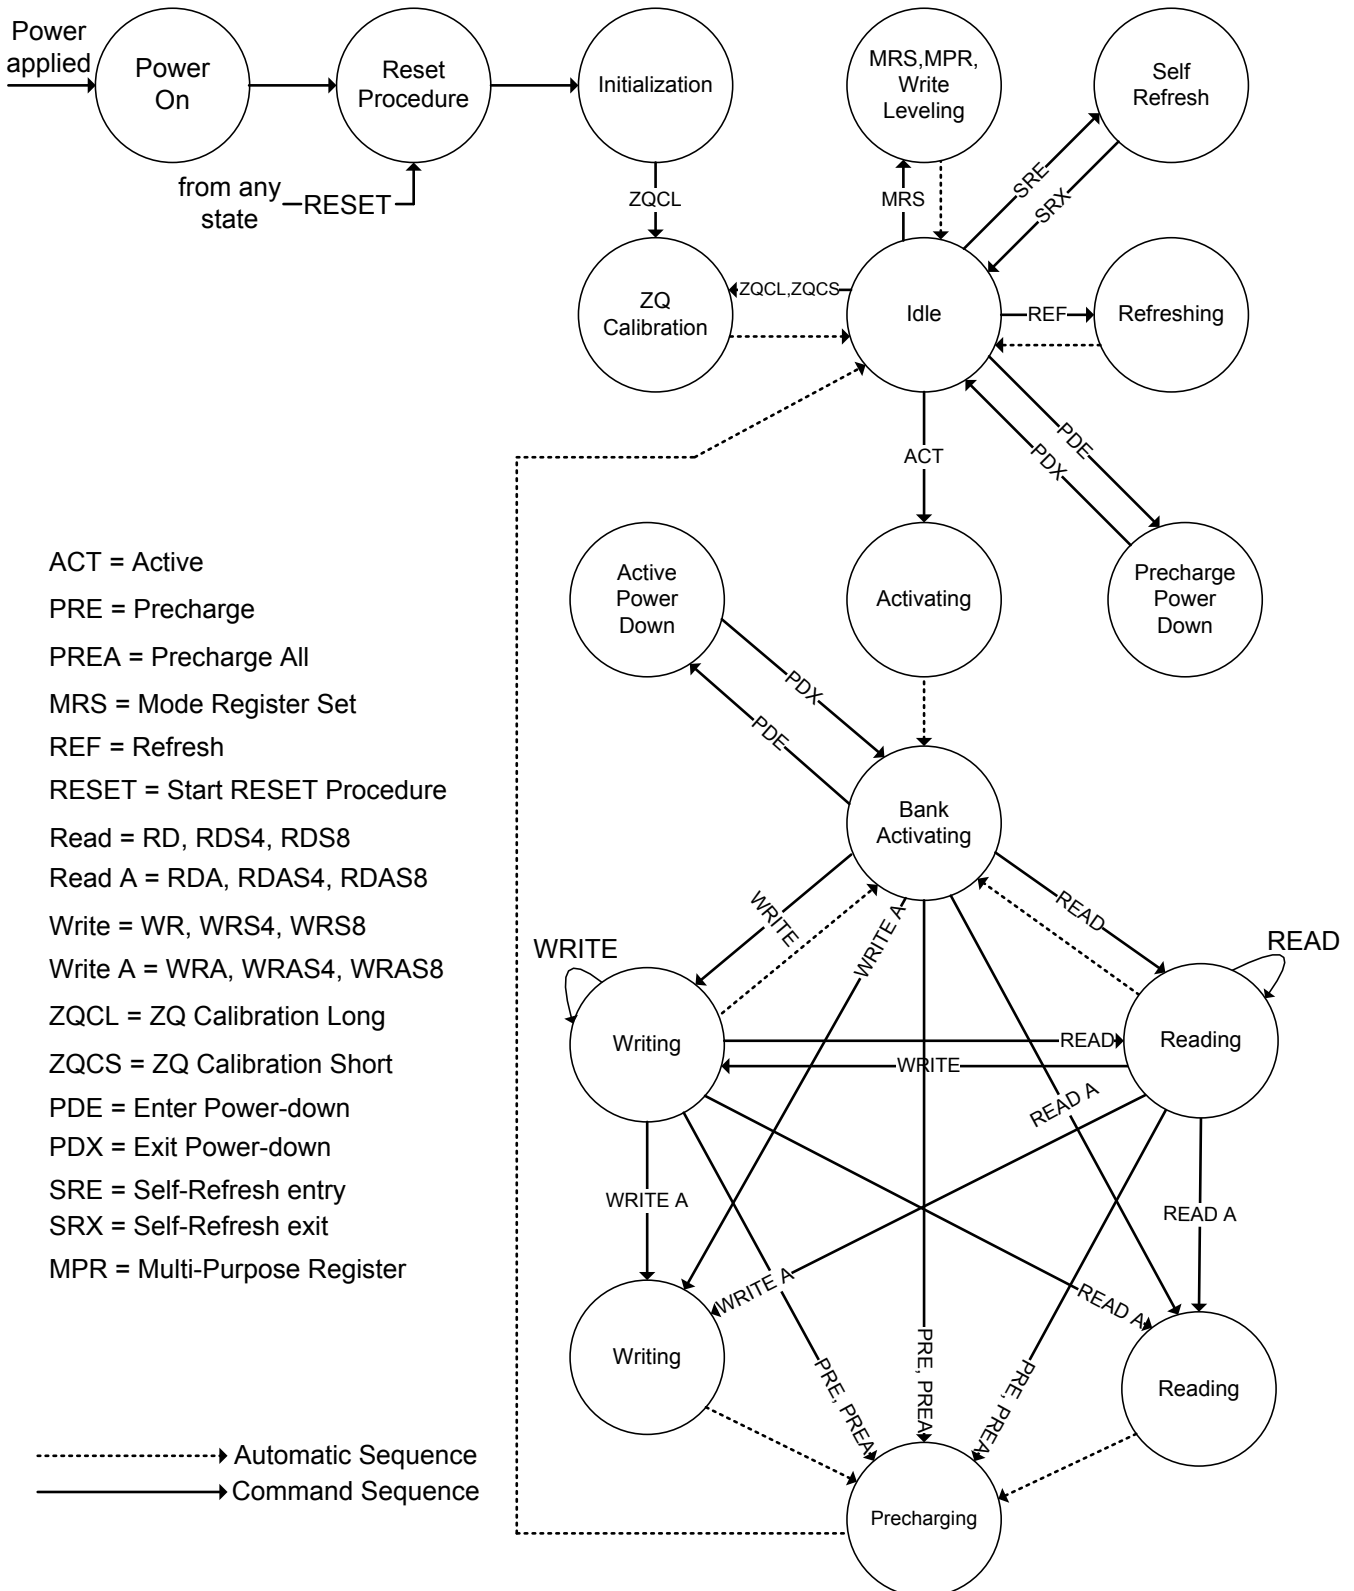 Power
applied
Power
On
Reset
Procedure
Initialization
MRS,MPR,
Write
Leveling
Self
Refresh
from any
state
RESET
ZQCL
MRS
SRE
SRX
ZQ
Calibration
ZQCL,ZQCS
Idle
REF
Refreshing
ACT
PDE
PDX
Active
Power
Down
Activating
Precharge
Power
Down
PDX
PDE
Bank
Activating
ACT = Active
PRE = Precharge
PREA = Precharge All
MRS = Mode Register Set
REF = Refresh
RESET = Start RESET Procedure
Read = RD, RDS4, RDS8
Read A = RDA, RDAS4, RDAS8
Write = WR, WRS4, WRS8
Write A = WRA, WRAS4, WRAS8
ZQCL = ZQ Calibration Long
ZQCS = ZQ Calibration Short
PDE = Enter Power-down
PDX = Exit Power-down
SRE = Self-Refresh entry
SRX = Self-Refresh exit
MPR = Multi-Purpose Register
WRITE
WRITE A
READ
WRITE
READ
Writing
READ
WRITE
Reading
READ A
WRITE A
READ A
WRITE A
READ A
Writing
PRE, PREA
PRE, PREA
PRE, PREA
Reading
Precharging
Automatic Sequence
Command Sequence